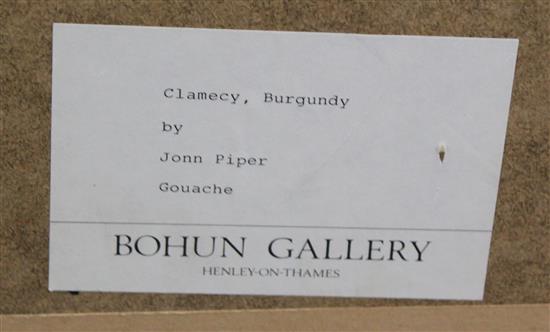 Clamecy, Burgundy
by
Jonn Piper
Gouache
BOHUN GALLERY
HENLEY-ON-THAMES